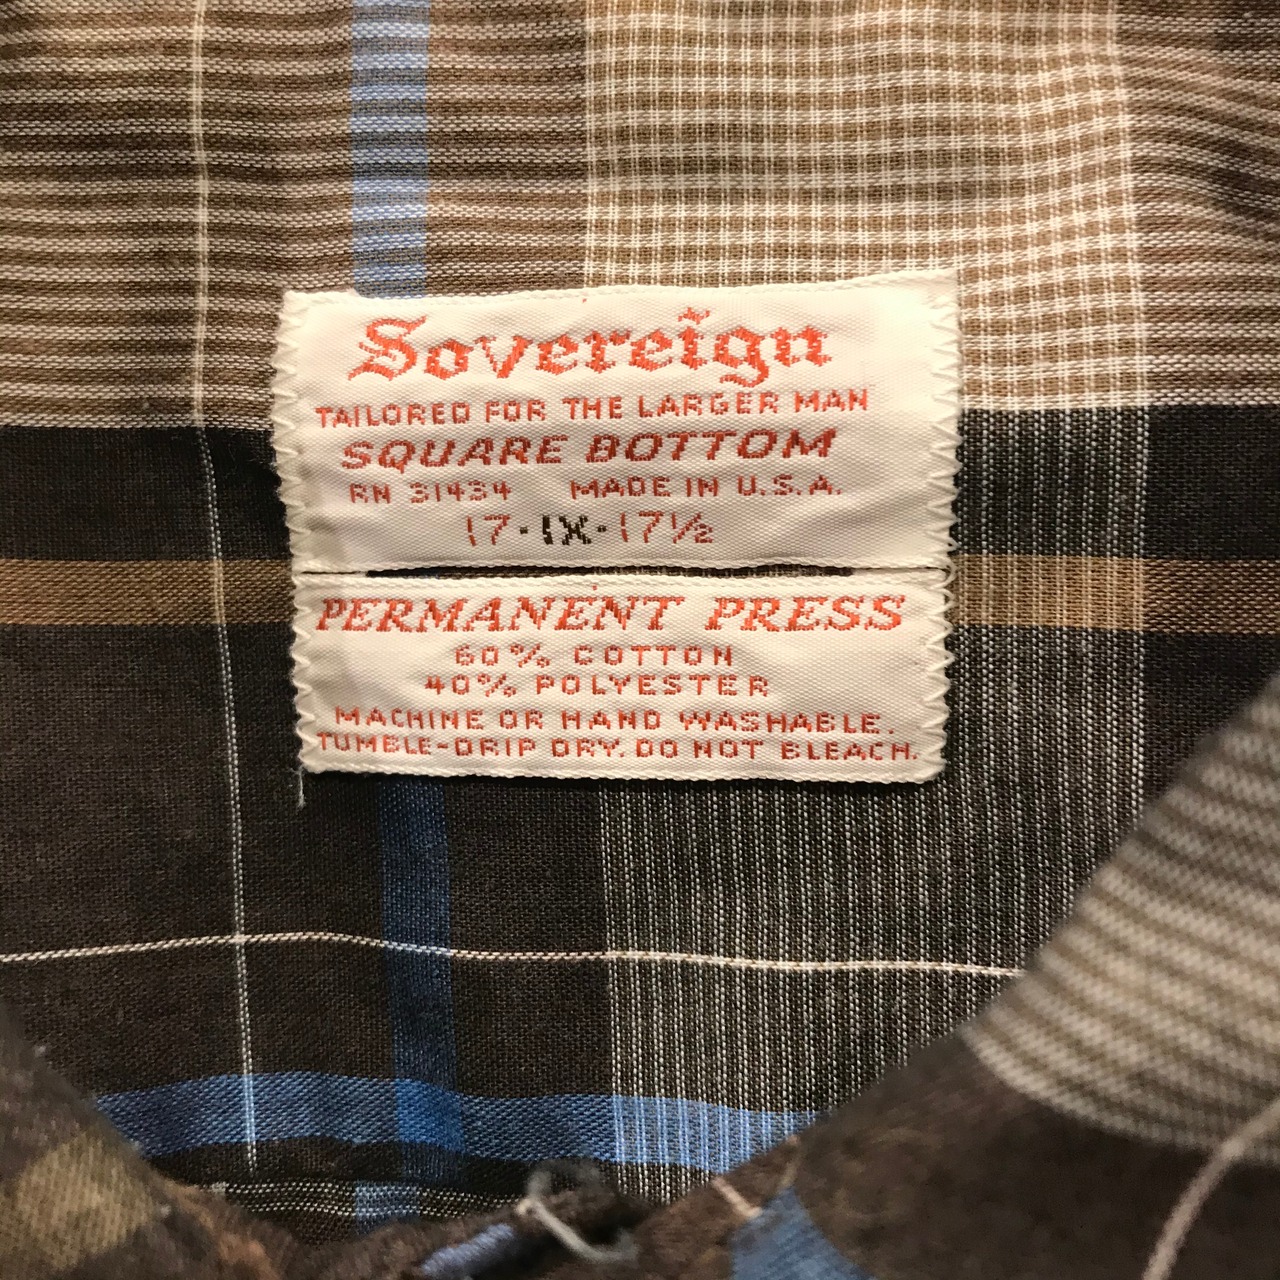 Sovereign
TAILORED FOR THE LARGER MAN
SQUARE BOTTOM
RN 31434 MADE IN U.S.A.
17·1X·17½
PERMANENT PRESS
60% COTTON
40% POLYESTER
MACHINE OR HAND WASHABLE.
TUMBLE-DRIP DRY. DO NOT BLEACH.